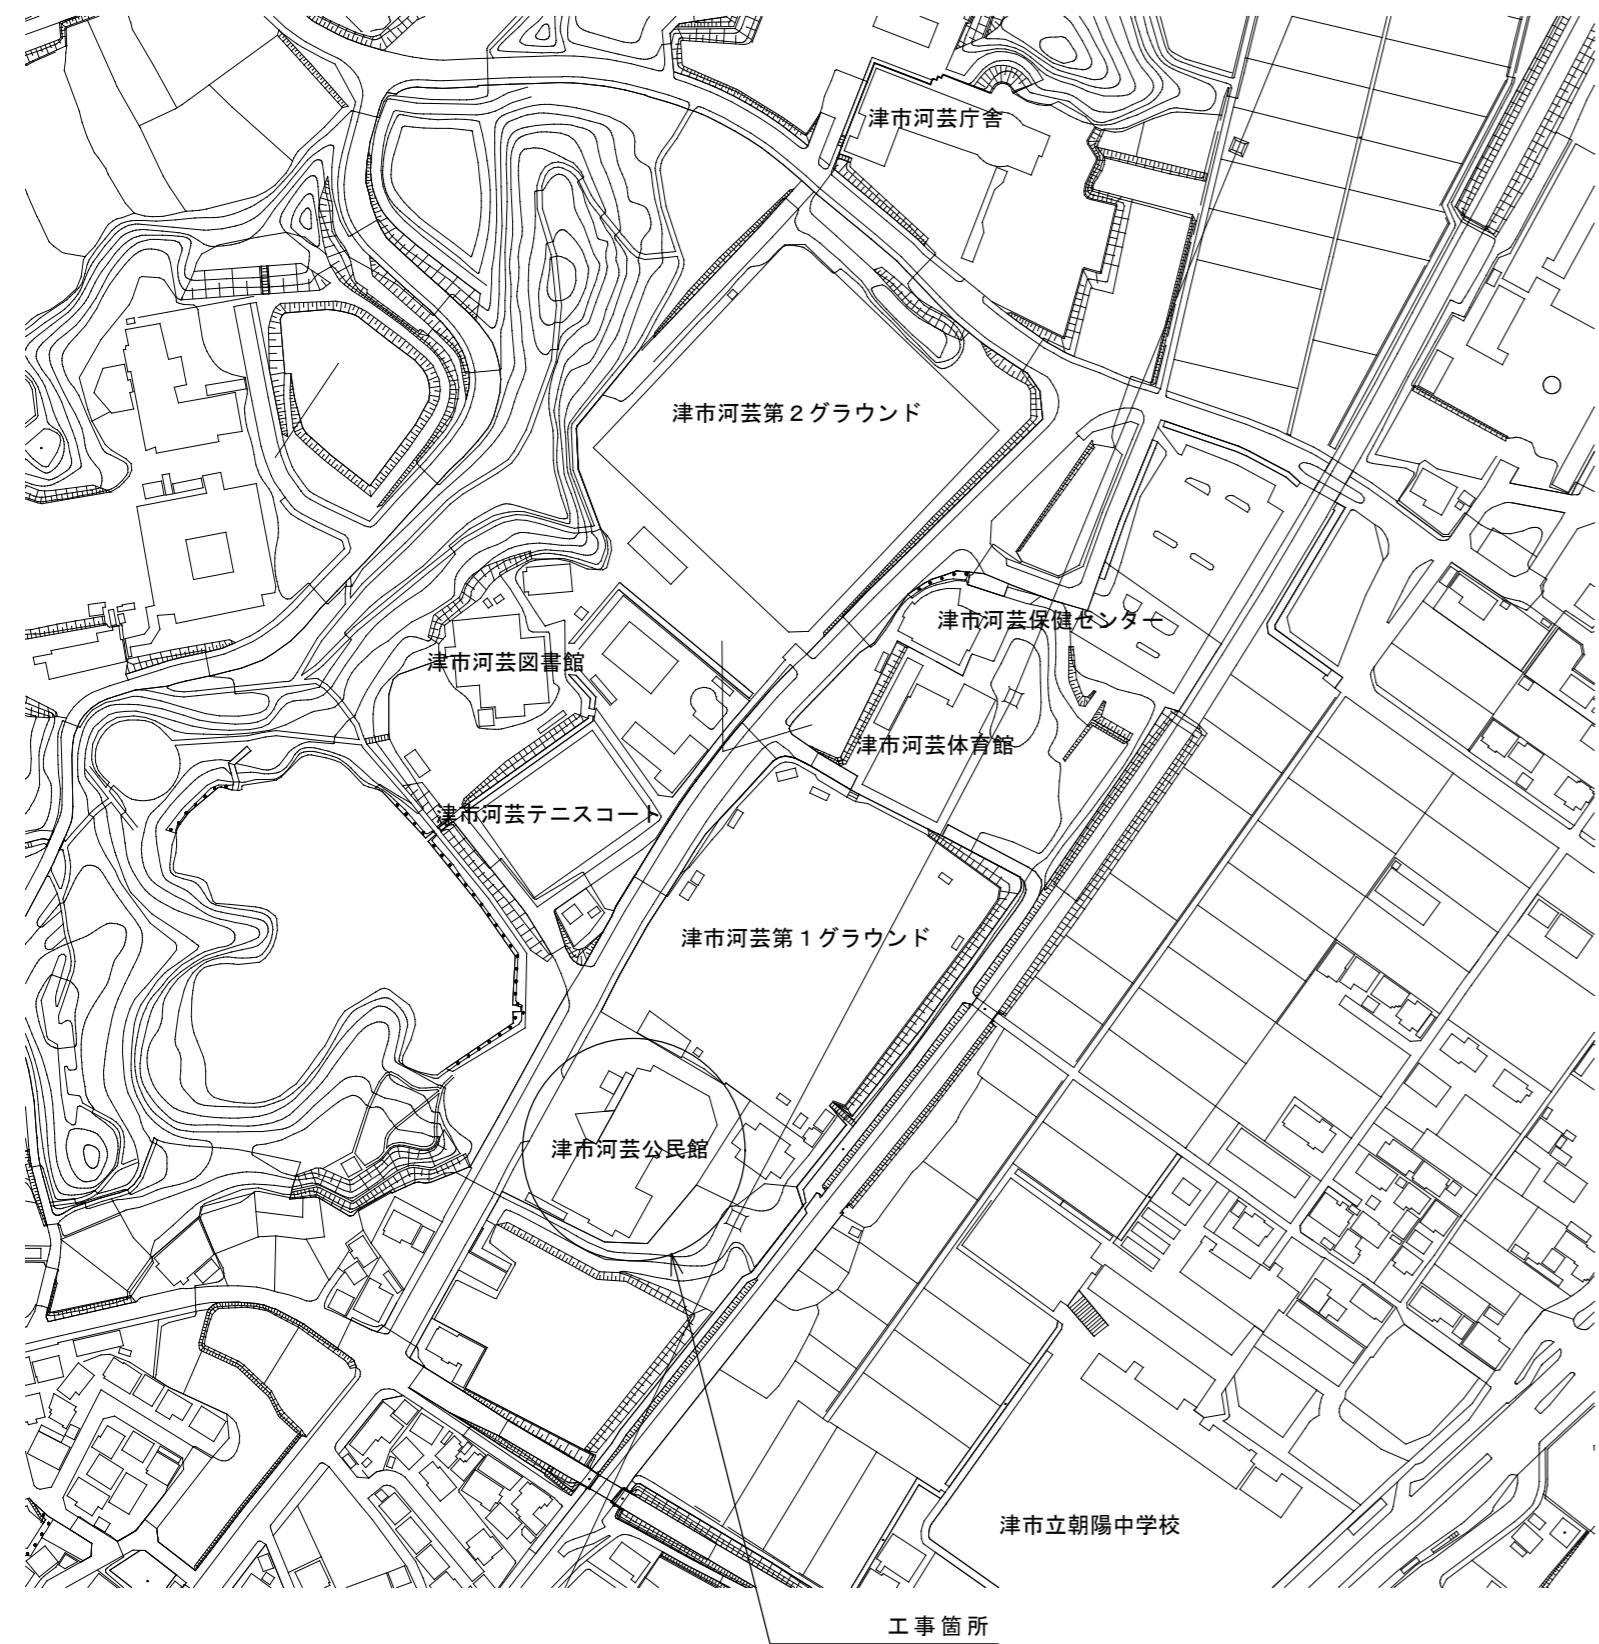 津市河芸庁舎
津市河芸第２グラウンド
津市河芸保健センター
津市河芸図書館
津市河芸体育館
津市河芸テニスコート
津市河芸第１グラウンド
津市河芸公民館
津市立朝陽中学校
工事箇所